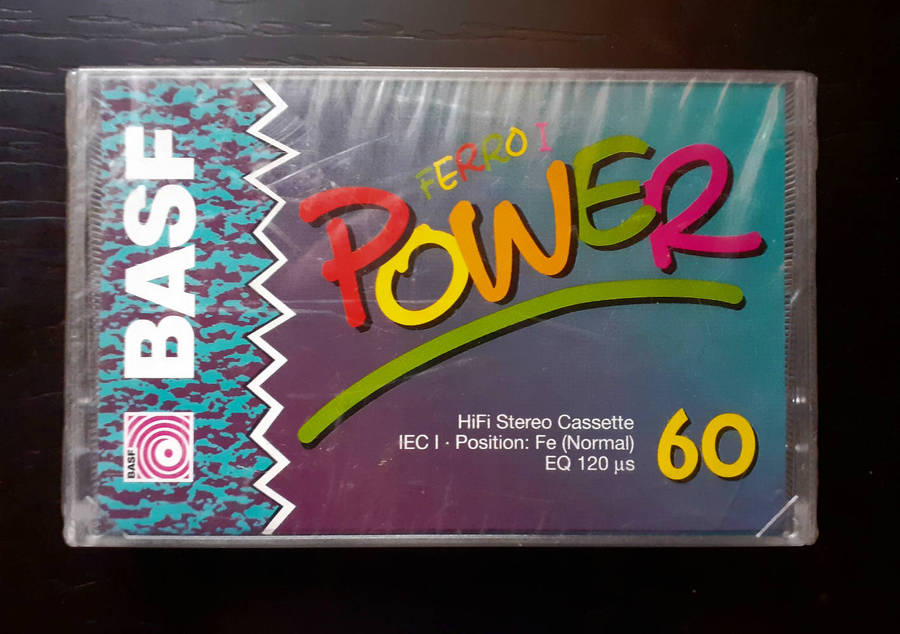 BASF
BASF
FERRO I
POWER
HiFi Stereo Cassette
IEC I · Position: Fe (Normal)
EQ 120 µs
60